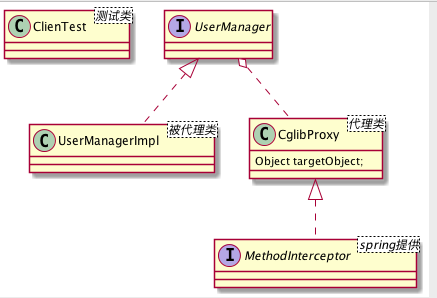 C ClienTest 测试类
I UserManager
C UserManagerImpl 被代理类
C CglibProxy 代理类
Object targetObject;
I MethodInterceptor spring提供